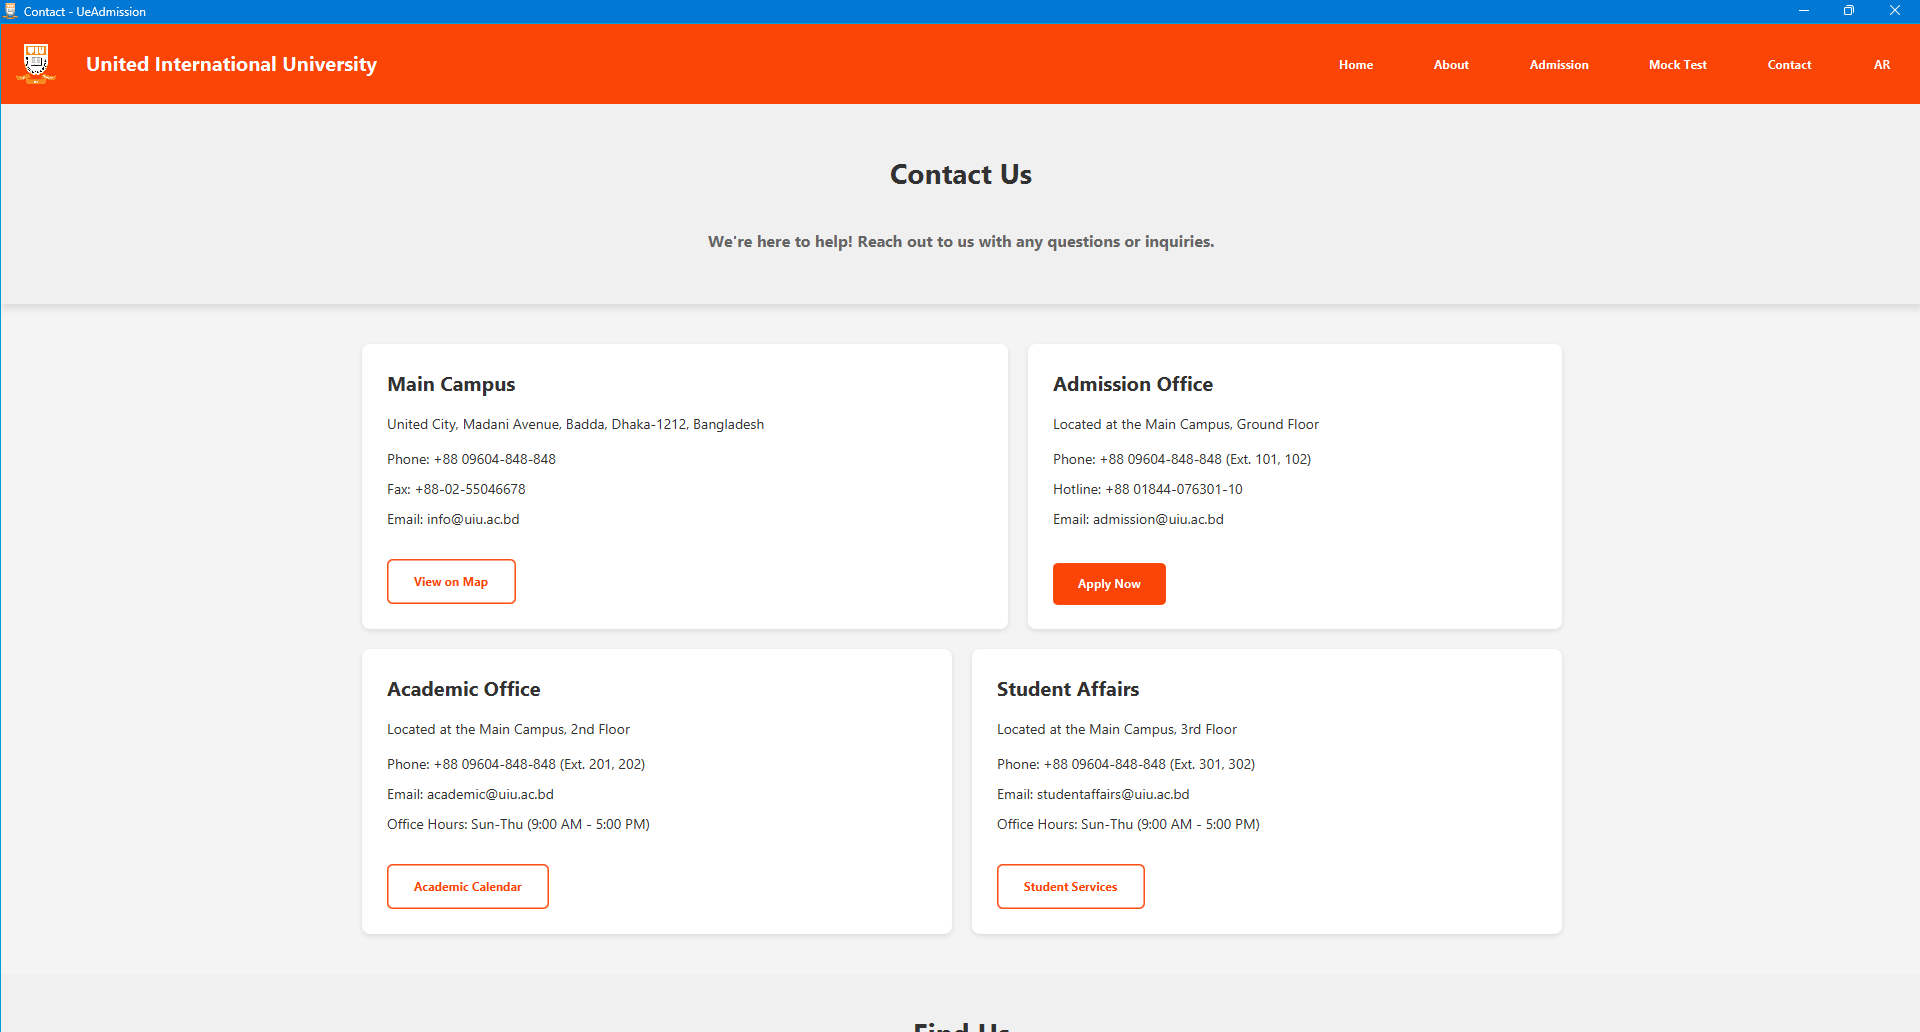 Contact - UeAdmission
UIU
United International University
Home
About
Admission
Mock Test
Contact
AR
Contact Us
We're here to help! Reach out to us with any questions or inquiries.
Main Campus
United City, Madani Avenue, Badda, Dhaka-1212, Bangladesh
Phone: +88 09604-848-848
Fax: +88-02-55046678
Email: info@uiu.ac.bd
View on Map
Admission Office
Located at the Main Campus, Ground Floor
Phone: +88 09604-848-848 (Ext. 101, 102)
Hotline: +88 01844-076301-10
Email: admission@uiu.ac.bd
Apply Now
Academic Office
Located at the Main Campus, 2nd Floor
Phone: +88 09604-848-848 (Ext. 201, 202)
Email: academic@uiu.ac.bd
Office Hours: Sun-Thu (9:00 AM - 5:00 PM)
Academic Calendar
Student Affairs
Located at the Main Campus, 3rd Floor
Phone: +88 09604-848-848 (Ext. 301, 302)
Email: studentaffairs@uiu.ac.bd
Office Hours: Sun-Thu (9:00 AM - 5:00 PM)
Student Services
Find Us